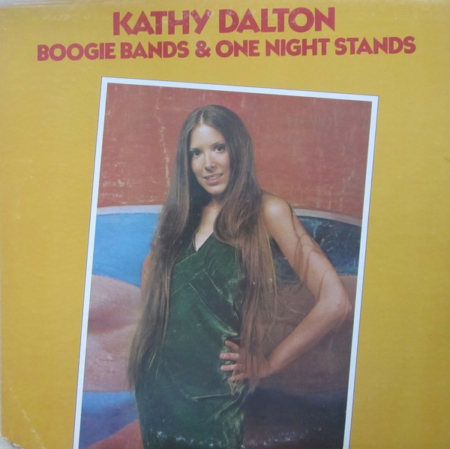 KATHY DALTON
BOOGIE BANDS & ONE NIGHT STANDS